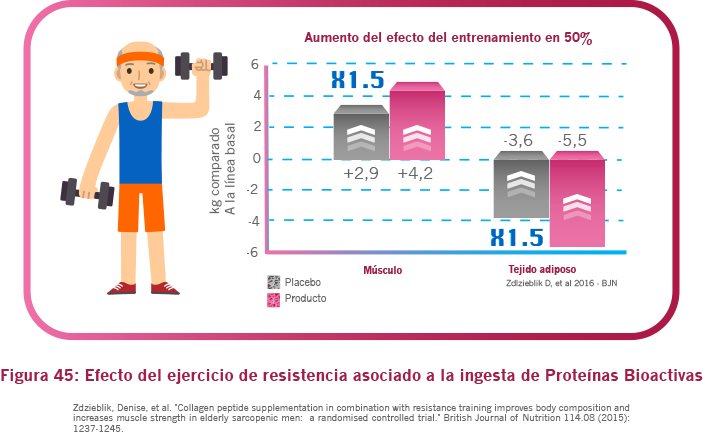 Aumento del efecto del entrenamiento en 50%
6
4
2
0
-2
-4
-6
kg comparado
A la línea basal
X1.5
+2,9
+4,2
-3,6
-5,5
X1.5
Músculo
Tejido adiposo
Zdlzieblik D, et al 2016 - BJN
Placebo
Producto
Figura 45: Efecto del ejercicio de resistencia asociado a la ingesta de Proteínas Bioactivas
Zdzieblik, Denise, et al. "Collagen peptide supplementation in combination with resistance training improves body composition and
increases muscle strength in elderly sarcopenic men: a randomised controlled trial." British Journal of Nutrition 114.08 (2015):
1237-1245.